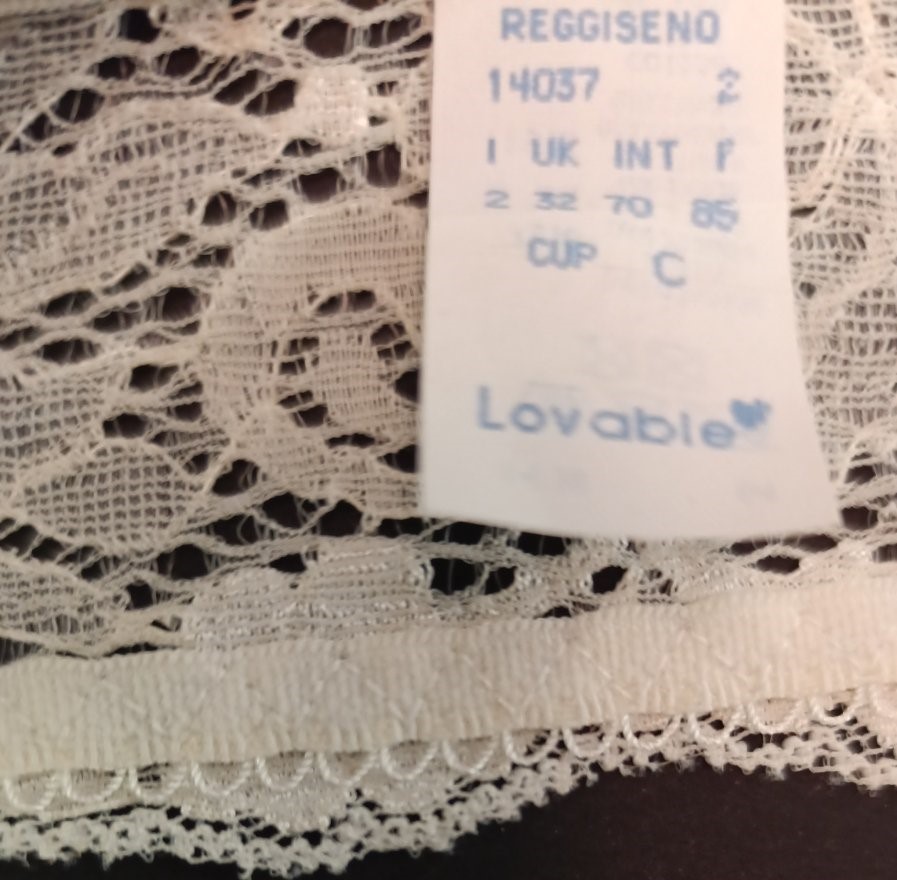 REGGISENO
14037 2
I UK INT F
2 32 70 85
CUP C
Lovable